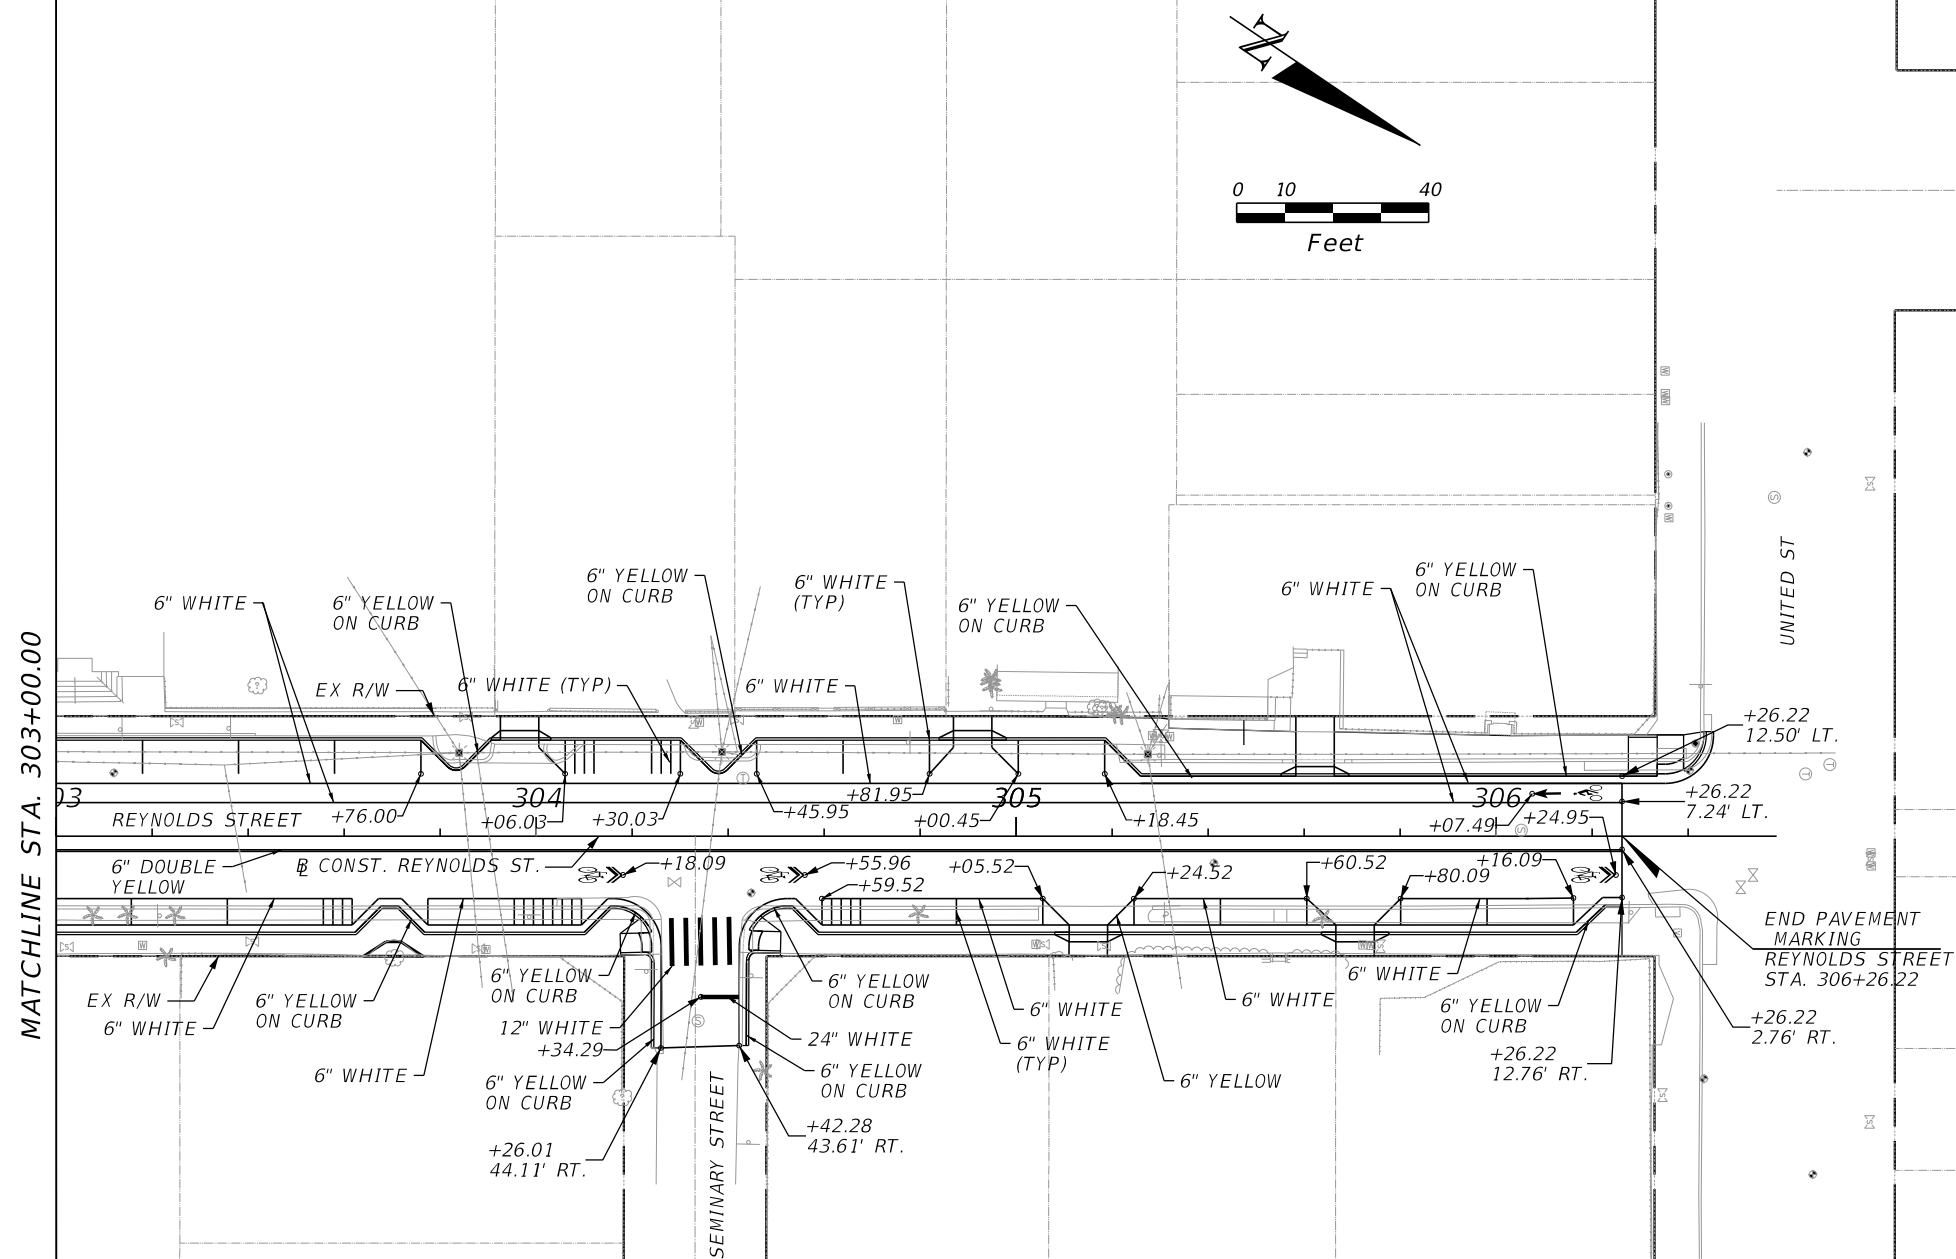 N
0 10 40
Feet
MATCHLINE STA. 303+00.00
UNITED ST
6" WHITE
6" YELLOW
ON CURB
6" YELLOW
ON CURB
6" WHITE
(TYP)
6" YELLOW
ON CURB
6" WHITE
6" YELLOW
ON CURB
EX R/W
6" WHITE (TYP)
6" WHITE
+26.22
12.50' LT.
03
304
305
306
+26.22
7.24' LT.
REYNOLDS STREET
+76.00
+06.03
+30.03
+45.95
+81.95
+00.45
+18.45
+07.49
+24.95
6" DOUBLE
YELLOW
BL CONST. REYNOLDS ST.
+18.09
+55.96
+59.52
+05.52
+24.52
+60.52
+80.09
+16.09
END PAVEMENT
MARKING
REYNOLDS STREET
STA. 306+26.22
EX R/W
6" WHITE
6" YELLOW
ON CURB
6" WHITE
6" YELLOW
ON CURB
12" WHITE
+34.29
6" YELLOW
ON CURB
+26.01
44.11' RT.
SEMINARY STREET
6" YELLOW
ON CURB
24" WHITE
6" YELLOW
ON CURB
+42.28
43.61' RT.
6" WHITE
6" WHITE
(TYP)
6" YELLOW
6" WHITE
6" WHITE
6" YELLOW
ON CURB
+26.22
12.76' RT.
+26.22
2.76' RT.